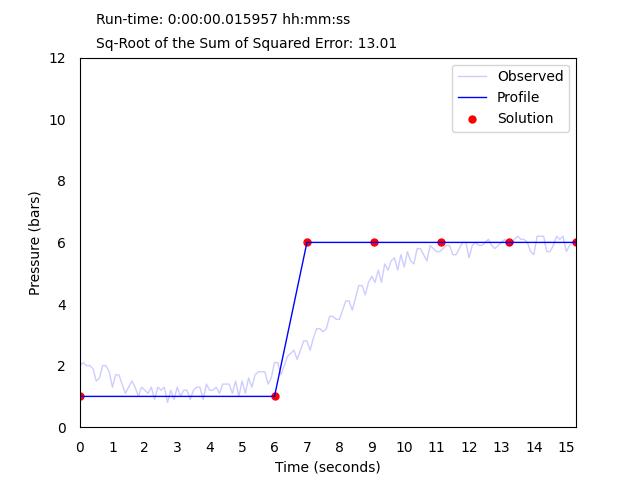 Run-time: 0:00:00.015957 hh:mm:ss
Sq-Root of the Sum of Squared Error: 13.01
12
10
8
6
4
2
0
Pressure (bars)
Observed
Profile
Solution
0 1 2 3 4 5 6 7 8 9 10 11 12 13 14 15
Time (seconds)